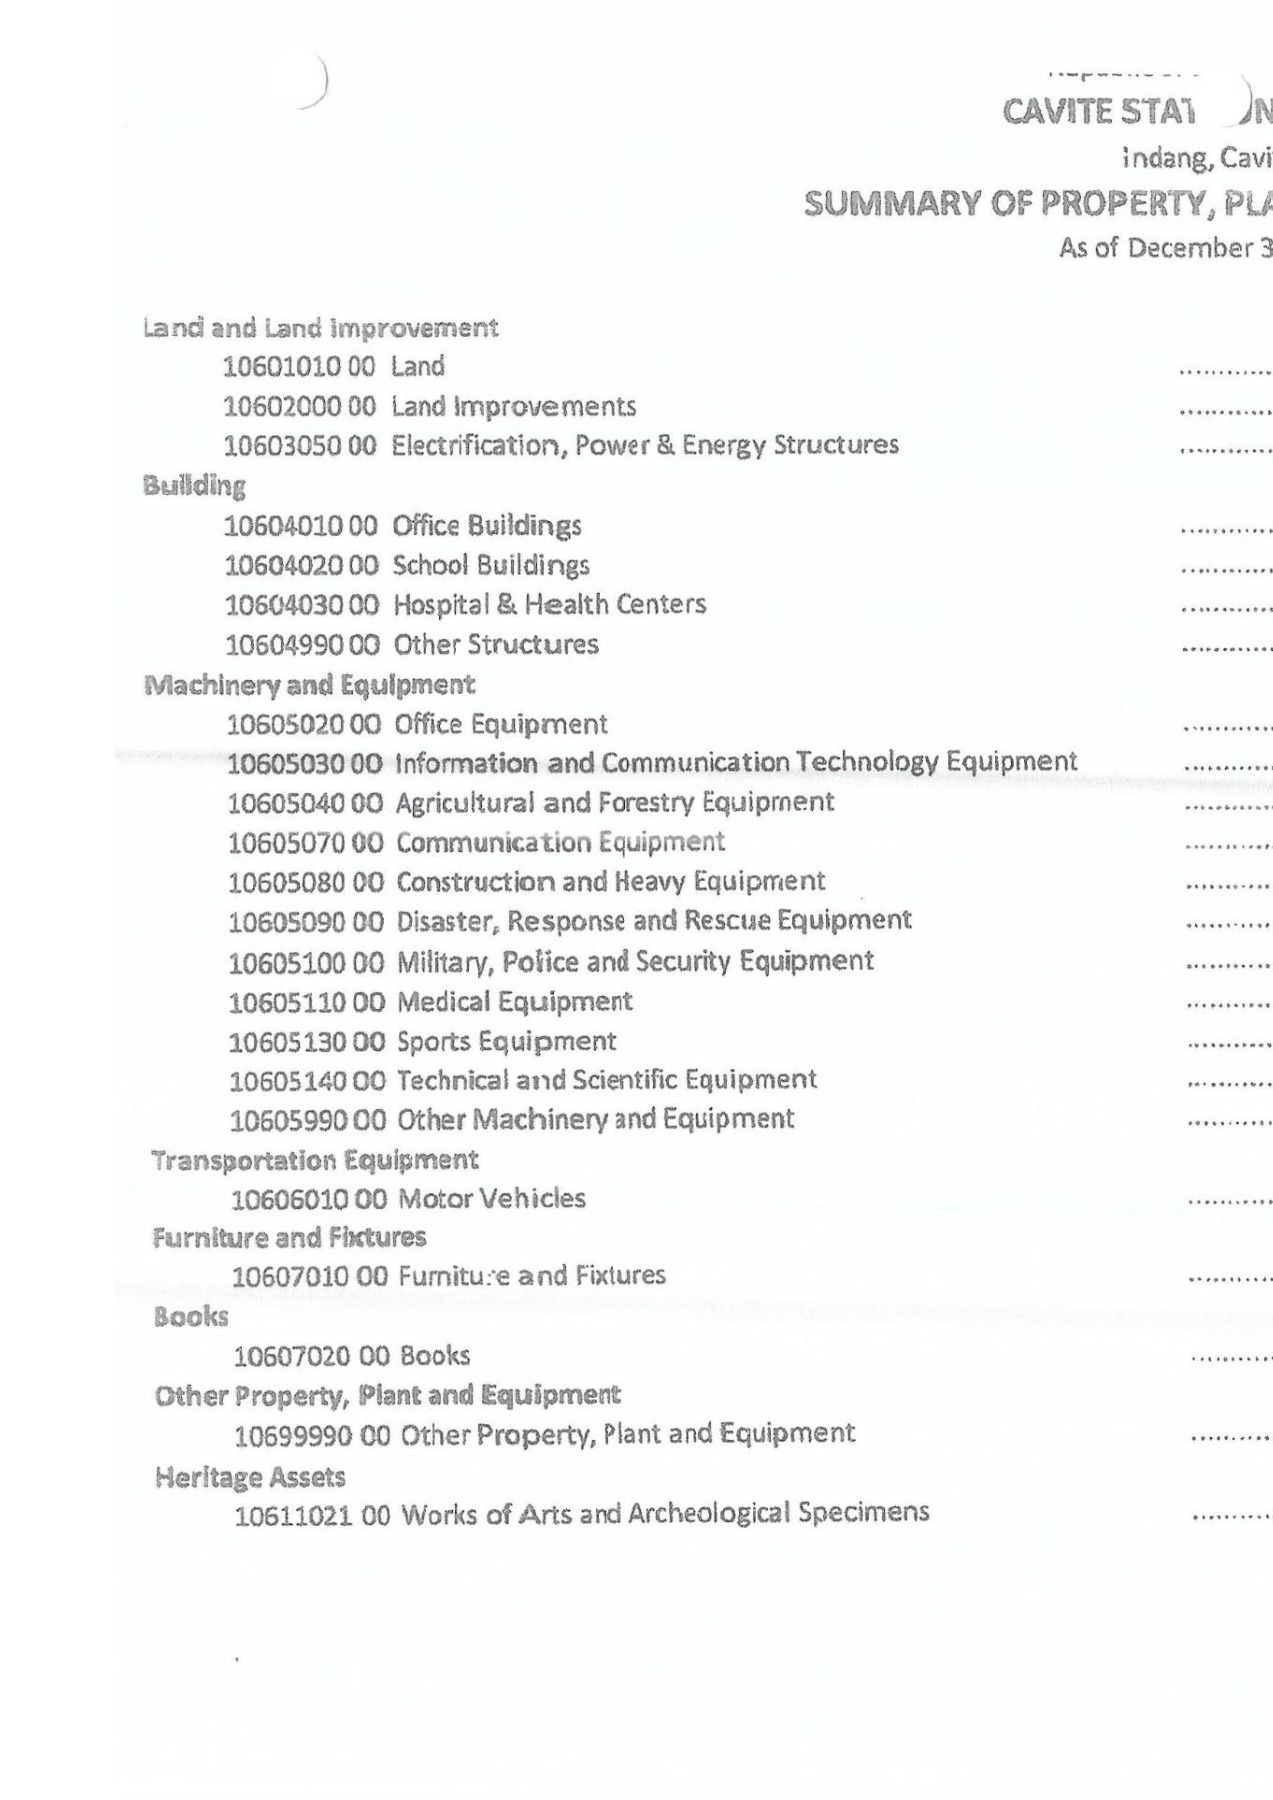 CAVITE STAT
Indang, Cavi
SUMMARY OF PROPERTY, PLA
As of December 3
Land and Land Improvement
10601010 00 Land ...........
10602000 00 Land Improvements ...........
10603050 00 Electrification, Power & Energy Structures ...........
Building
10604010 00 Office Buildings ...........
10604020 00 School Buildings ...........
10604030 00 Hospital & Health Centers ...........
10604990 00 Other Structures ...........
Machinery and Equipment
10605020 00 Office Equipment ...........
10605030 00 Information and Communication Technology Equipment ...........
10605040 00 Agricultural and Forestry Equipment ...........
10605070 00 Communication Equipment ...........
10605080 00 Construction and Heavy Equipment ...........
10605090 00 Disaster, Response and Rescue Equipment ...........
10605100 00 Military, Police and Security Equipment ...........
10605110 00 Medical Equipment ...........
10605130 00 Sports Equipment ...........
10605140 00 Technical and Scientific Equipment ...........
10605990 00 Other Machinery and Equipment ...........
Transportation Equipment
10606010 00 Motor Vehicles ...........
Furniture and Fixtures
10607010 00 Furniture and Fixtures ...........
Books
10607020 00 Books ...........
Other Property, Plant and Equipment
10699990 00 Other Property, Plant and Equipment ...........
Heritage Assets
10611021 00 Works of Arts and Archeological Specimens ...........